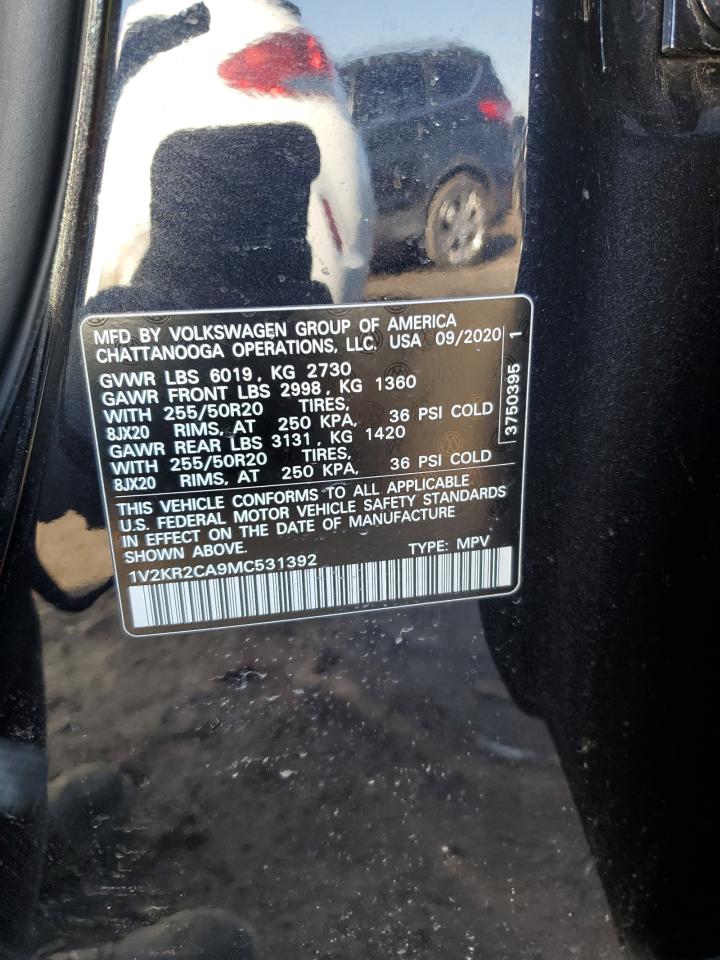 MFD BY VOLKSWAGEN GROUP OF AMERICA
CHATTANOOGA OPERATIONS, LLC, USA 09/2020
GVWR LBS 6019, KG 2730
GAWR FRONT LBS 2998, KG 1360
WITH 255/50R20 TIRES,
8JX20 RIMS, AT 250 KPA, 36 PSI COLD
GAWR REAR LBS 3131, KG 1420
WITH 255/50R20 TIRES,
8JX20 RIMS, AT 250 KPA, 36 PSI COLD
THIS VEHICLE CONFORMS TO ALL APPLICABLE
U.S. FEDERAL MOTOR VEHICLE SAFETY STANDARDS
IN EFFECT ON THE DATE OF MANUFACTURE
SHOWN ABOVE.
1V2KR2CA9MC531392 TYPE: MPV
3750395 1